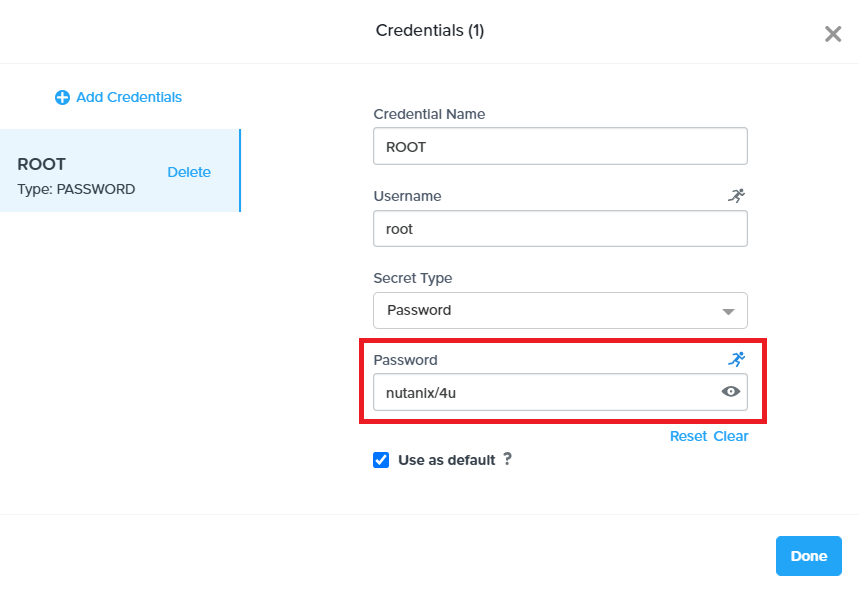 Credentials (1)
Add Credentials
ROOT
Delete
Type: PASSWORD
Credential Name
ROOT
Username
root
Secret Type
Password
Password
nutanix/4u
Reset Clear
Use as default ?
Done